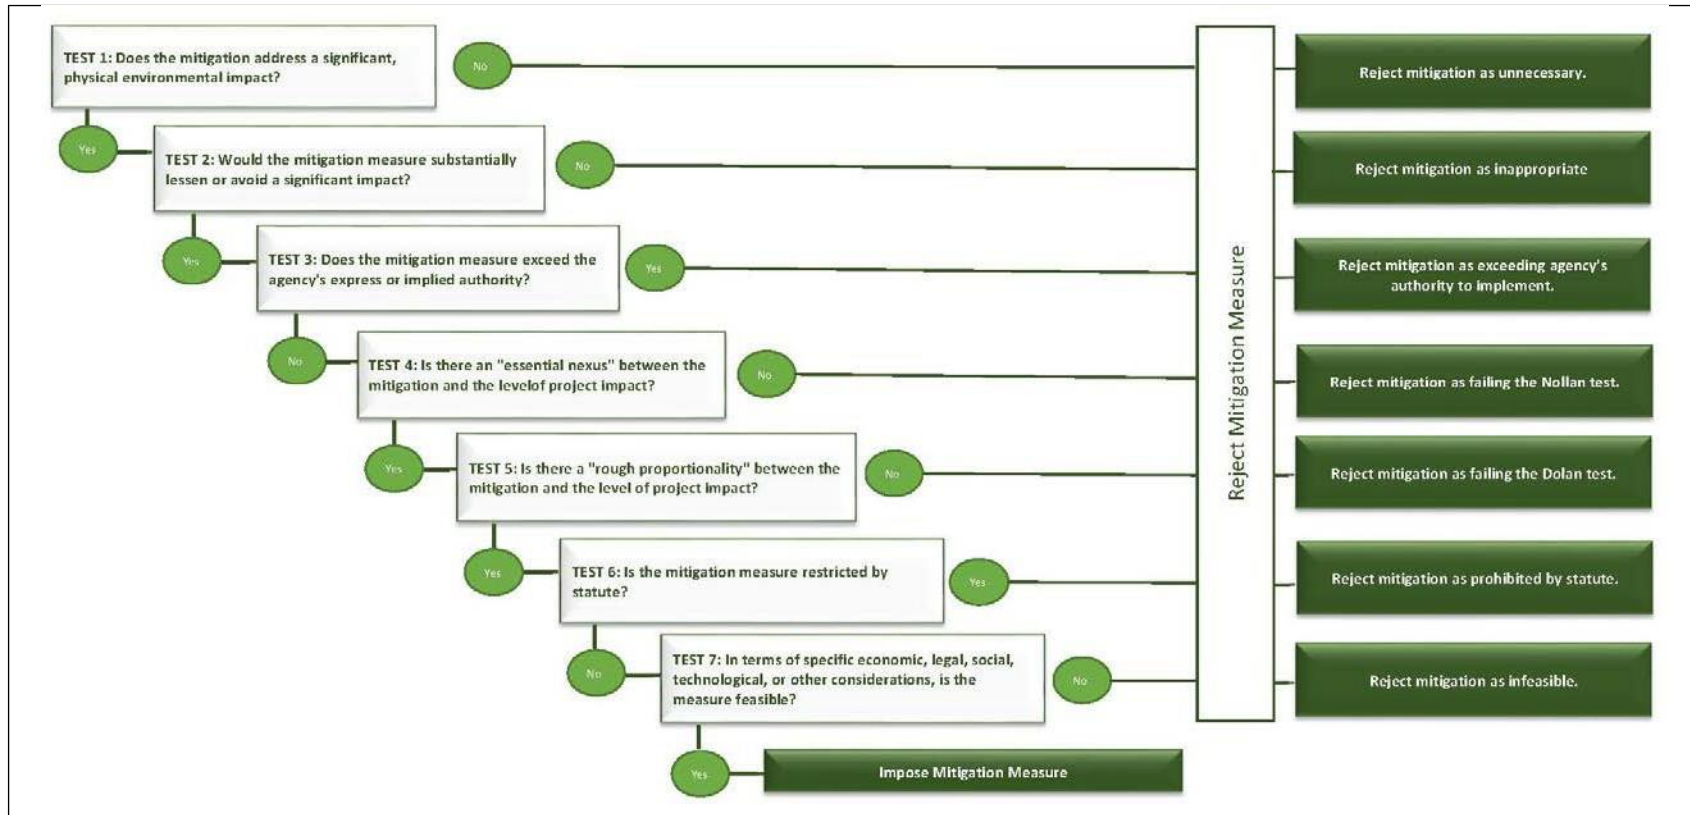 TEST 1: Does the mitigation address a significant,
physical environmental impact?
No
Reject mitigation as unnecessary.
Yes
TEST 2: Would the mitigation measure substantially
lessen or avoid a significant impact?
No
Reject mitigation as inappropriate
Yes
TEST 3: Does the mitigation measure exceed the
agency's express or implied authority?
Yes
Reject mitigation as exceeding agency's
authority to implement.
No
TEST 4: Is there an "essential nexus" between the
mitigation and the levelof project impact?
No
Reject mitigation as failing the Nollan test.
Yes
TEST 5: Is there a "rough proportionality" between the
mitigation and the level of project impact?
No
Reject mitigation as failing the Dolan test.
Yes
TEST 6: Is the mitigation measure restricted by
statute?
Yes
Reject mitigation as prohibited by statute.
No
TEST 7: In terms of specific economic, legal, social,
technological, or other considerations, is the
measure feasible?
No
Reject mitigation as infeasible.
Yes
Impose Mitigation Measure
Reject Mitigation Measure